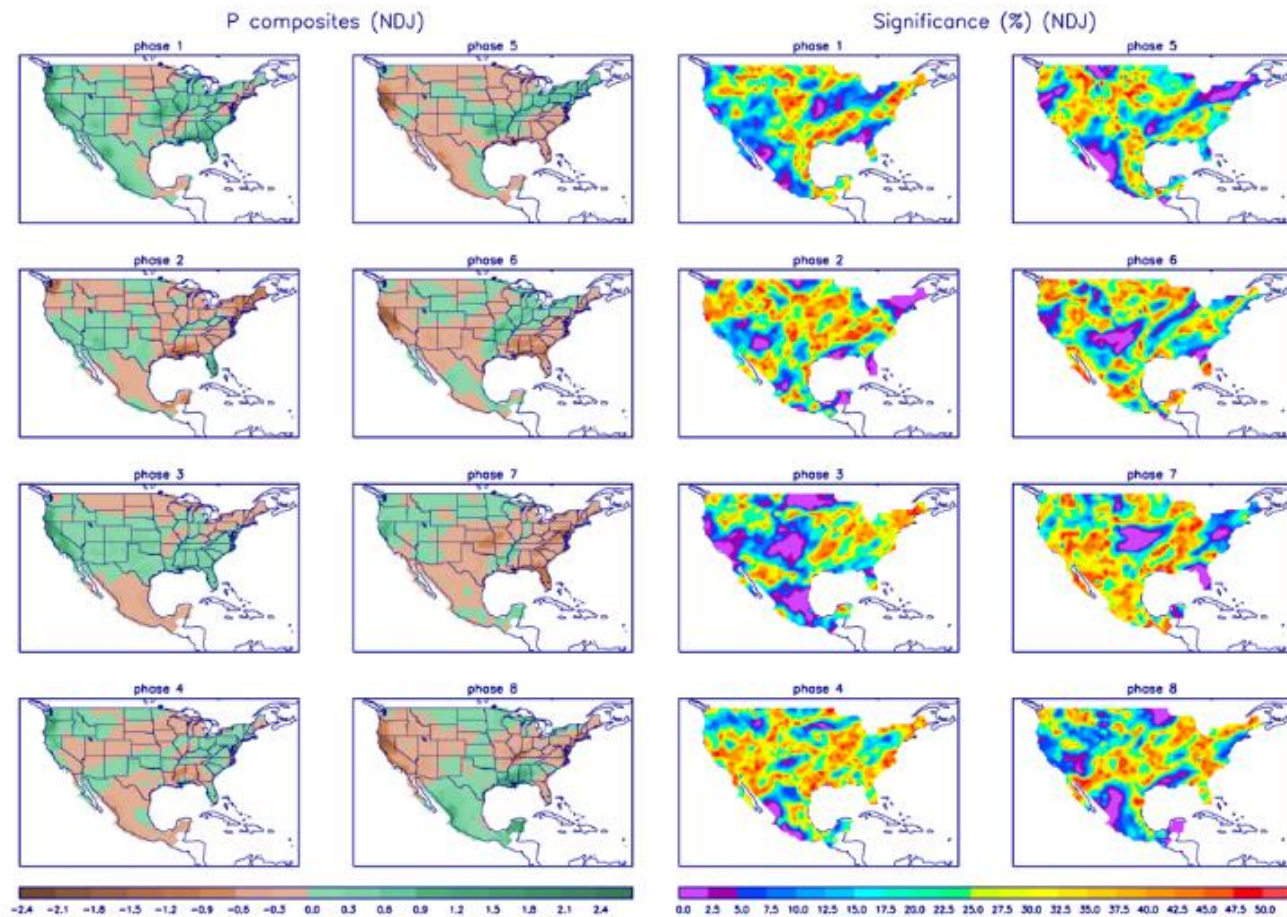 P composites (NDJ)
Significance (%) (NDJ)
phase 1
phase 5
phase 1
phase 5
phase 2
phase 6
phase 2
phase 6
phase 3
phase 7
phase 3
phase 7
phase 4
phase 8
phase 4
phase 8
-2.4 -2.1 -1.8 -1.5 -1.2 -0.9 -0.6 -0.3 0.0 0.3 0.6 0.9 1.2 1.5 1.8 2.1 2.4
0.0 2.5 5.0 7.5 10.0 12.5 15.0 17.5 20.0 22.5 25.0 27.5 30.0 32.5 35.0 37.5 40.0 42.5 45.0 47.5 50.0